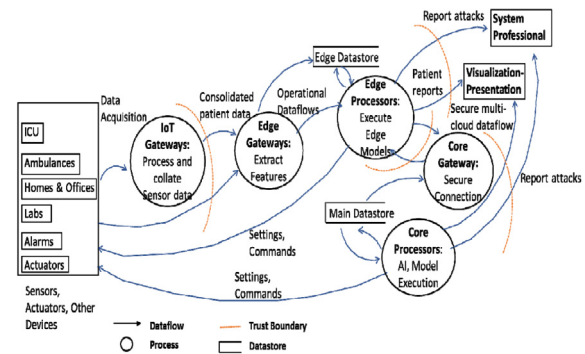 Report attacks
System
Professional
Edge Datastore
Data
Acquisition
Consolidated
patient data
Operational
Dataflows
Edge
Processors:
Execute
Edge
Models
Patient
reports
Visualization-
Presentation
Secure multi-
cloud dataflow
ICU
Ambulances
Homes & Offices
Labs
Alarms
Actuators
IoT
Gateways:
Process and
collate
Sensor data
Edge
Gateways:
Extract
Features
Core
Gateway:
Secure
Connection
Report attacks
Main Datastore
Settings,
Commands
Core
Processors:
AI, Model
Execution
Settings,
Commands
Sensors,
Actuators, Other
Devices
Dataflow
Trust Boundary
Process
Datastore